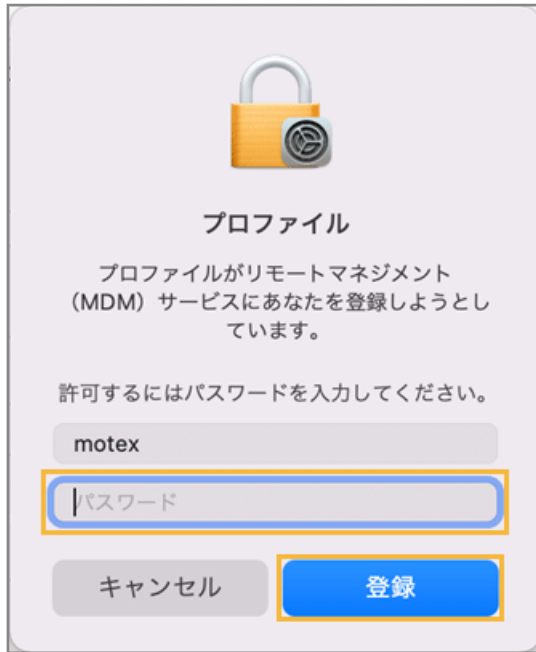 プロファイル
プロファイルがリモートマネジメント
（MDM）サービスにあなたを登録しようとし
ています。
許可するにはパスワードを入力してください。
motex
パスワード
キャンセル
登録